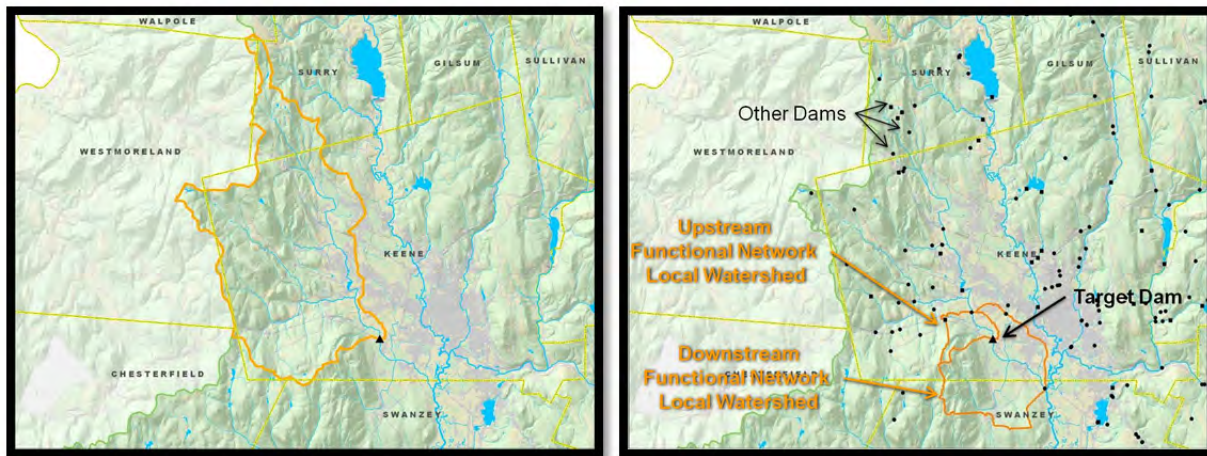 WALPOLE
SURRY
GILSUM
SULLIVAN
WESTMORELAND
KEENE
CHESTERFIELD
SWANZEY
WALPOLE
SURRY
GILSUM
SULLIVAN
Other Dams
WESTMORELAND
Upstream
Functional Network
Local Watershed
KEENE
Target Dam
Downstream
Functional Network
Local Watershed
SWANZEY